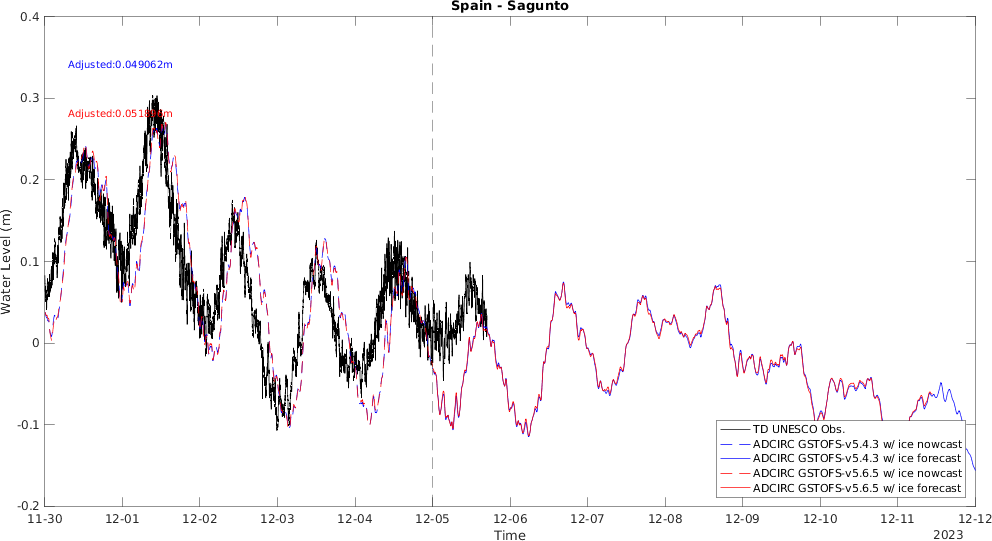 Spain - Sagunto
0.4
0.3
0.2
0.1
0
-0.1
-0.2
Water Level (m)
Adjusted:0.049062m
TD UNESCO Obs.
ADCIRC GSTOFS-v5.4.3 w/ ice nowcast
ADCIRC GSTOFS-v5.4.3 w/ ice forecast
ADCIRC GSTOFS-v5.6.5 w/ ice nowcast
ADCIRC GSTOFS-v5.6.5 w/ ice forecast
11-30 12-01 12-02 12-03 12-04 12-05 12-06 12-07 12-08 12-09 12-10 12-11 12-12
Time
2023